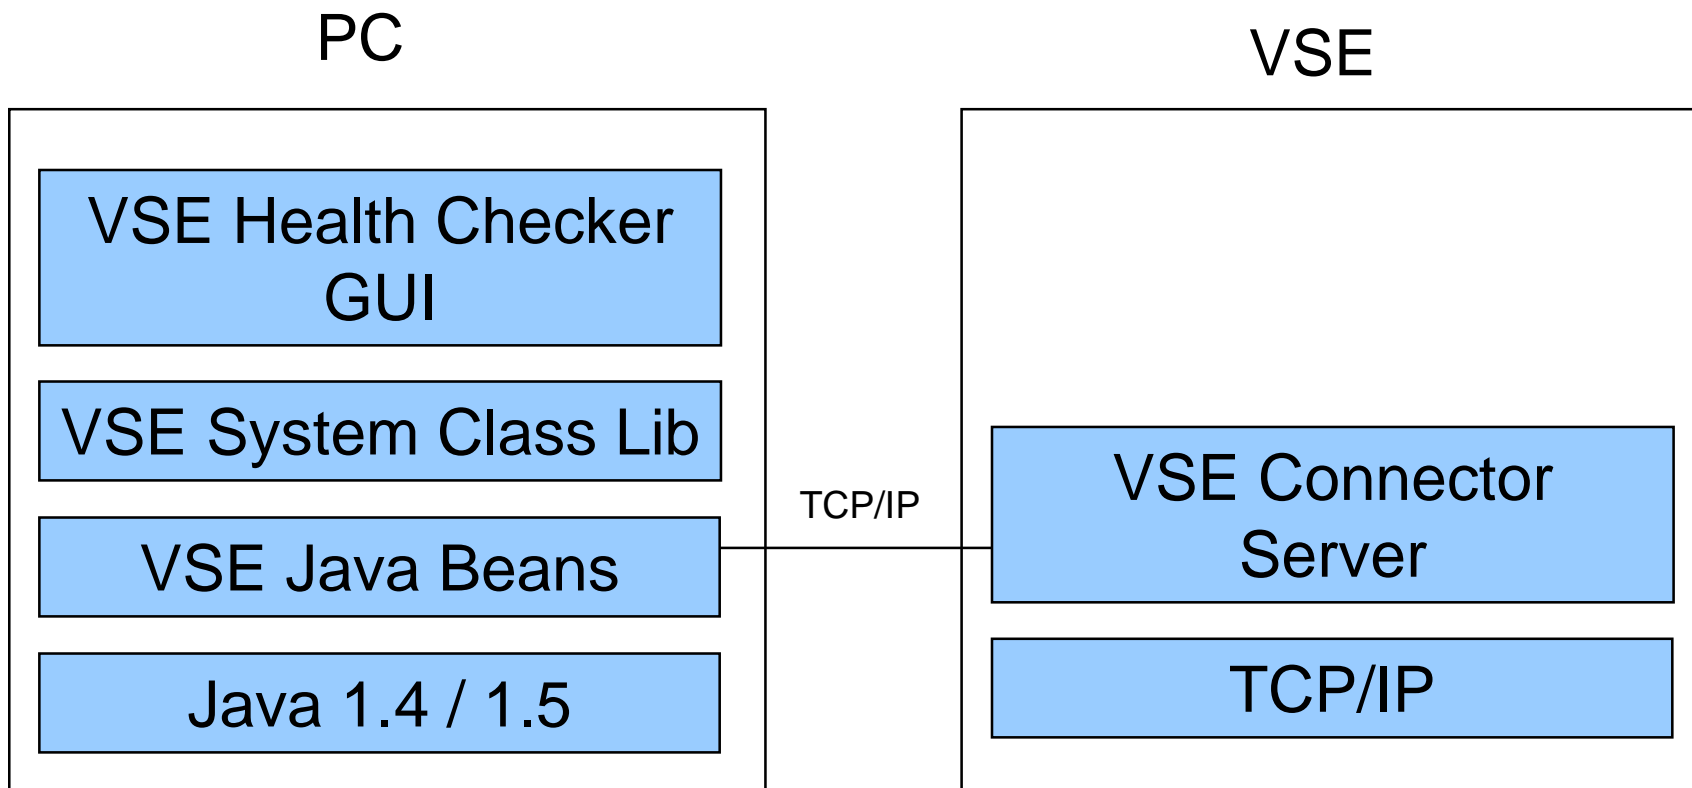 PC
VSE
VSE Health Checker
GUI
VSE System Class Lib
VSE Java Beans
Java 1.4 / 1.5
TCP/IP
VSE Connector
Server
TCP/IP